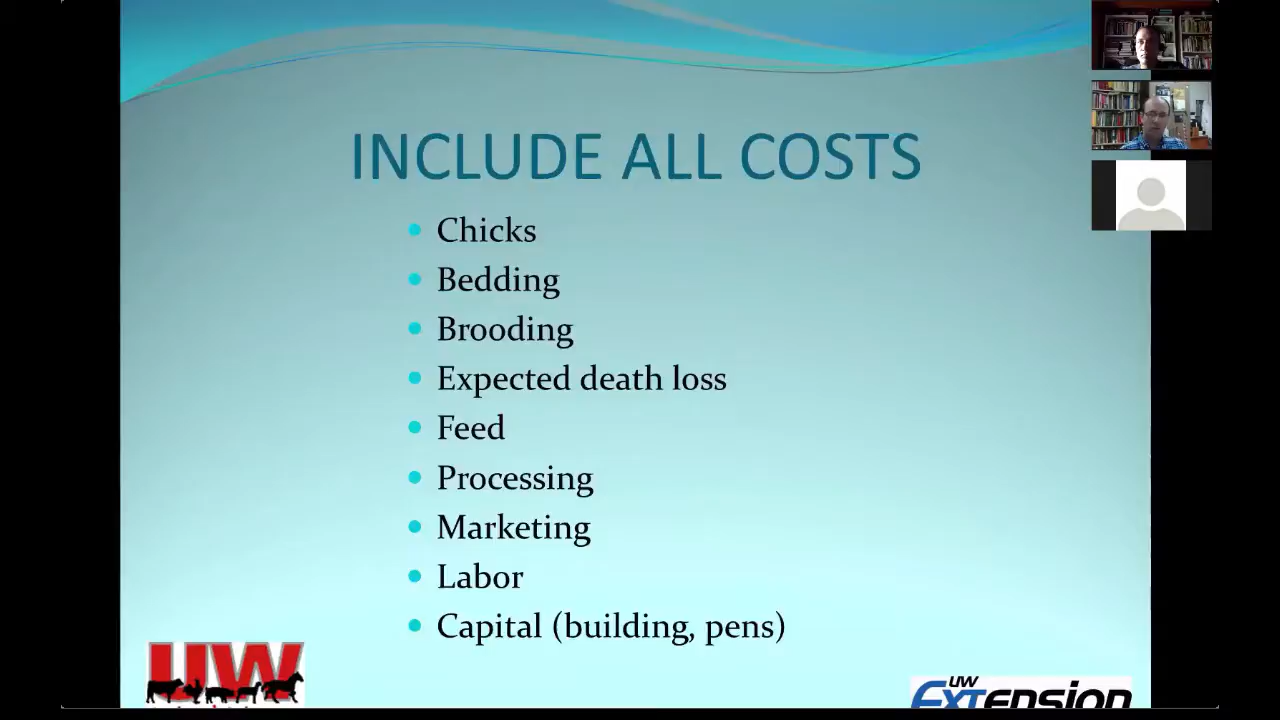 INCLUDE ALL COSTS
Chicks
Bedding
Brooding
Expected death loss
Feed
Processing
Marketing
Labor
Capital (building, pens)
UW
UW
Extension